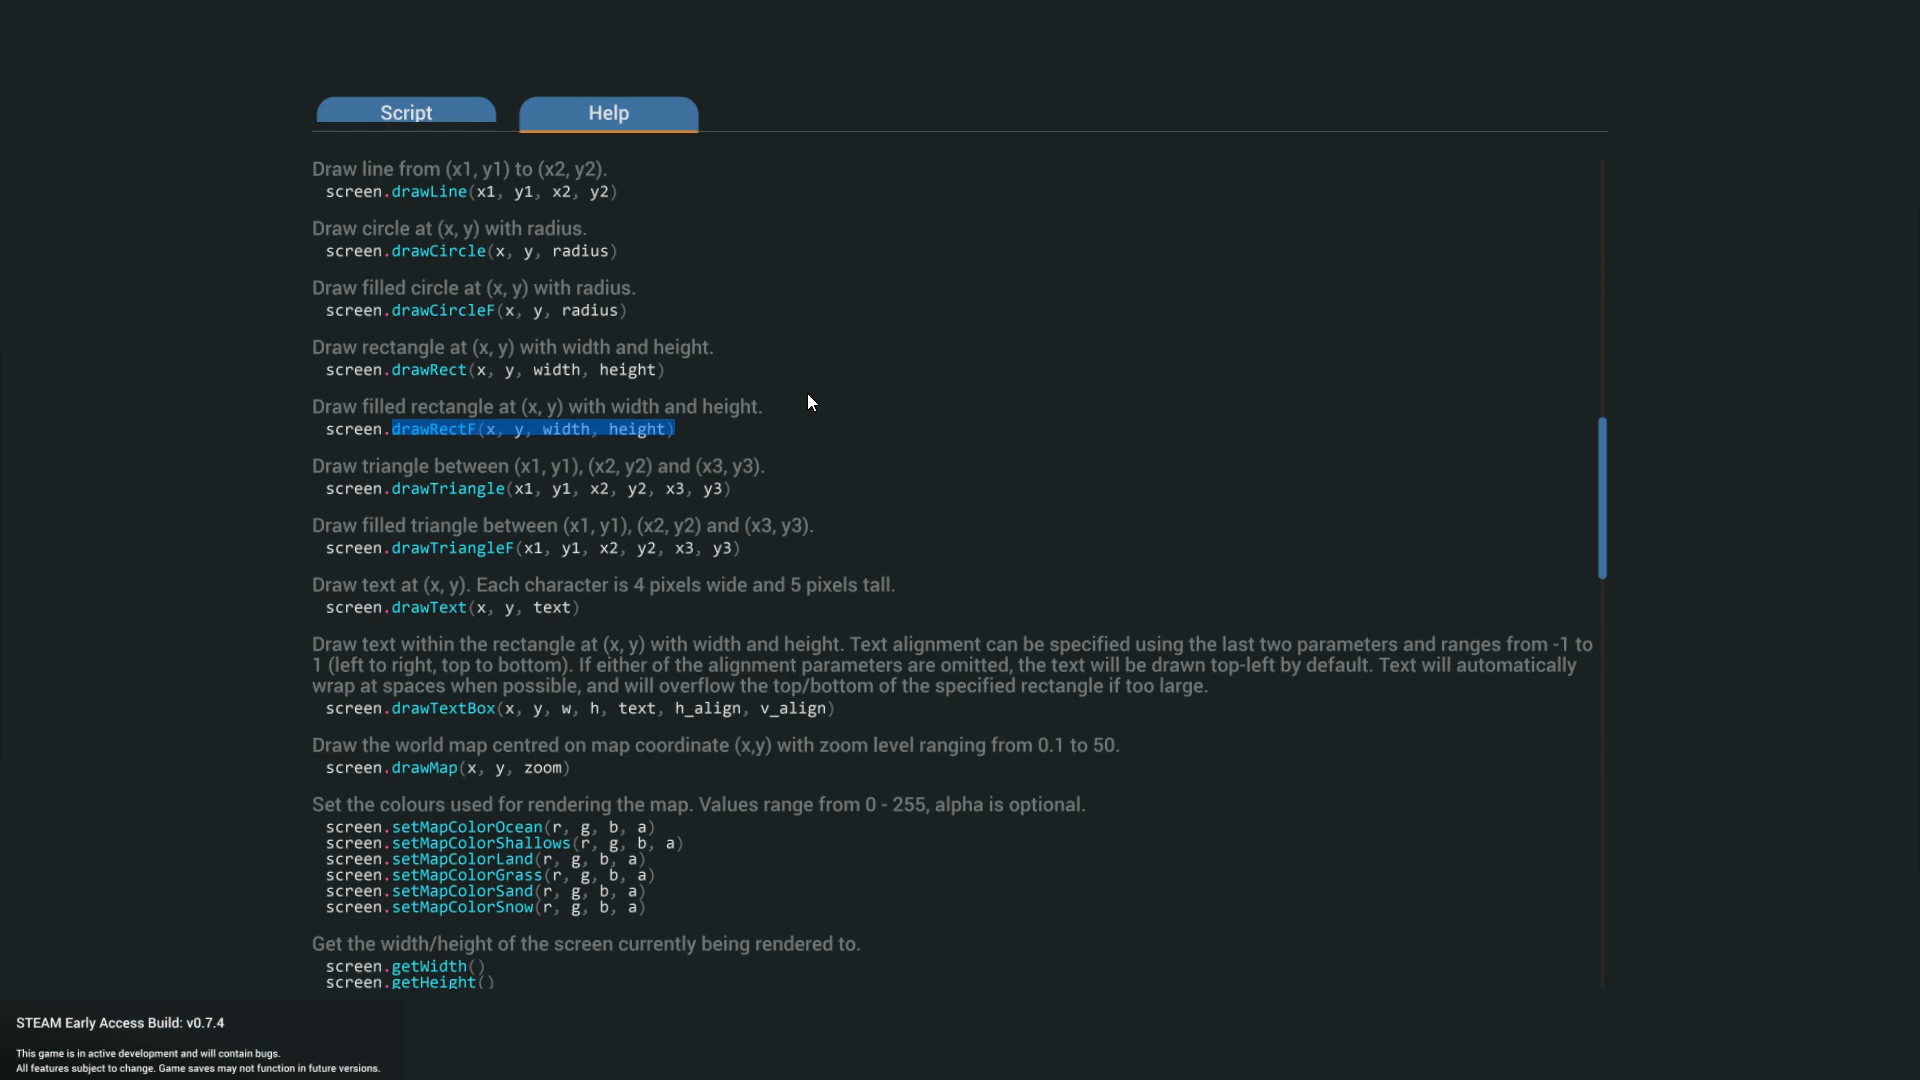 Script
Help
Draw line from (x1, y1) to (x2, y2).
screen.drawLine(x1, y1, x2, y2)
Draw circle at (x, y) with radius.
screen.drawCircle(x, y, radius)
Draw filled circle at (x, y) with radius.
screen.drawCircleF(x, y, radius)
Draw rectangle at (x, y) with width and height.
screen.drawRect(x, y, width, height)
Draw filled rectangle at (x, y) with width and height.
screen.drawRectF(x, y, width, height)
Draw triangle between (x1, y1), (x2, y2) and (x3, y3).
screen.drawTriangle(x1, y1, x2, y2, x3, y3)
Draw filled triangle between (x1, y1), (x2, y2) and (x3, y3).
screen.drawTriangleF(x1, y1, x2, y2, x3, y3)
Draw text at (x, y). Each character is 4 pixels wide and 5 pixels tall.
screen.drawText(x, y, text)
Draw text within the rectangle at (x, y) with width and height. Text alignment can be specified using the last two parameters and ranges from -1 to
1 (left to right, top to bottom). If either of the alignment parameters are omitted, the text will be drawn top-left by default. Text will automatically
wrap at spaces when possible, and will overflow the top/bottom of the specified rectangle if too large.
screen.drawTextBox(x, y, w, h, text, h_align, v_align)
Draw the world map centred on map coordinate (x,y) with zoom level ranging from 0.1 to 50.
screen.drawMap(x, y, zoom)
Set the colours used for rendering the map. Values range from 0 - 255, alpha is optional.
screen.setMapColorOcean(r, g, b, a)
screen.setMapColorShallows(r, g, b, a)
screen.setMapColorLand(r, g, b, a)
screen.setMapColorGrass(r, g, b, a)
screen.setMapColorSand(r, g, b, a)
screen.setMapColorSnow(r, g, b, a)
Get the width/height of the screen currently being rendered to.
screen.getWidth()
screen.getHeight()
STEAM Early Access Build: v0.7.4
This game is in active development and will contain bugs.
All features subject to change. Game saves may not function in future versions.